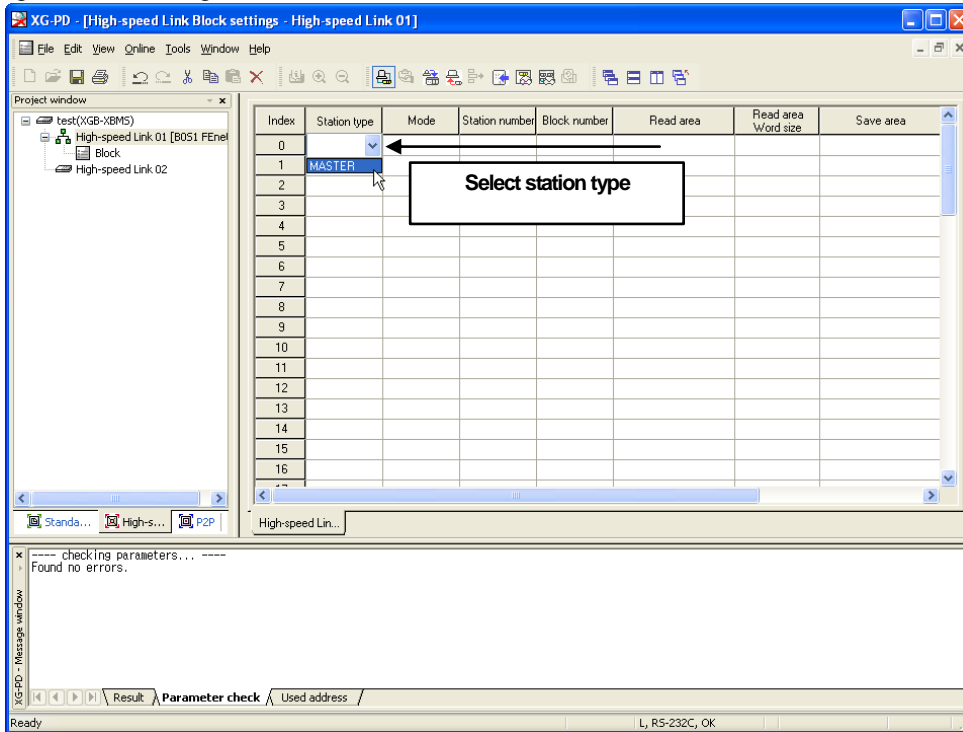 XG-PD - [High-speed Link Block settings - High-speed Link 01]
File Edit View Online Tools Window Help
Project window
test(XGB-XBMS)
High-speed Link 01 [B0S1 FEnet
Block
High-speed Link 02
Index Station type Mode Station number Block number Read area Read area Word size Save area
0
1 MASTER
Select station type
2
3
4
5
6
7
8
9
10
11
12
13
14
15
16
Standa... High-s... P2P
High-speed Lin...
---- checking parameters... ----
Found no errors.
XG-PD - Message window
Result Parameter check Used address
Ready L, RS-232C, OK